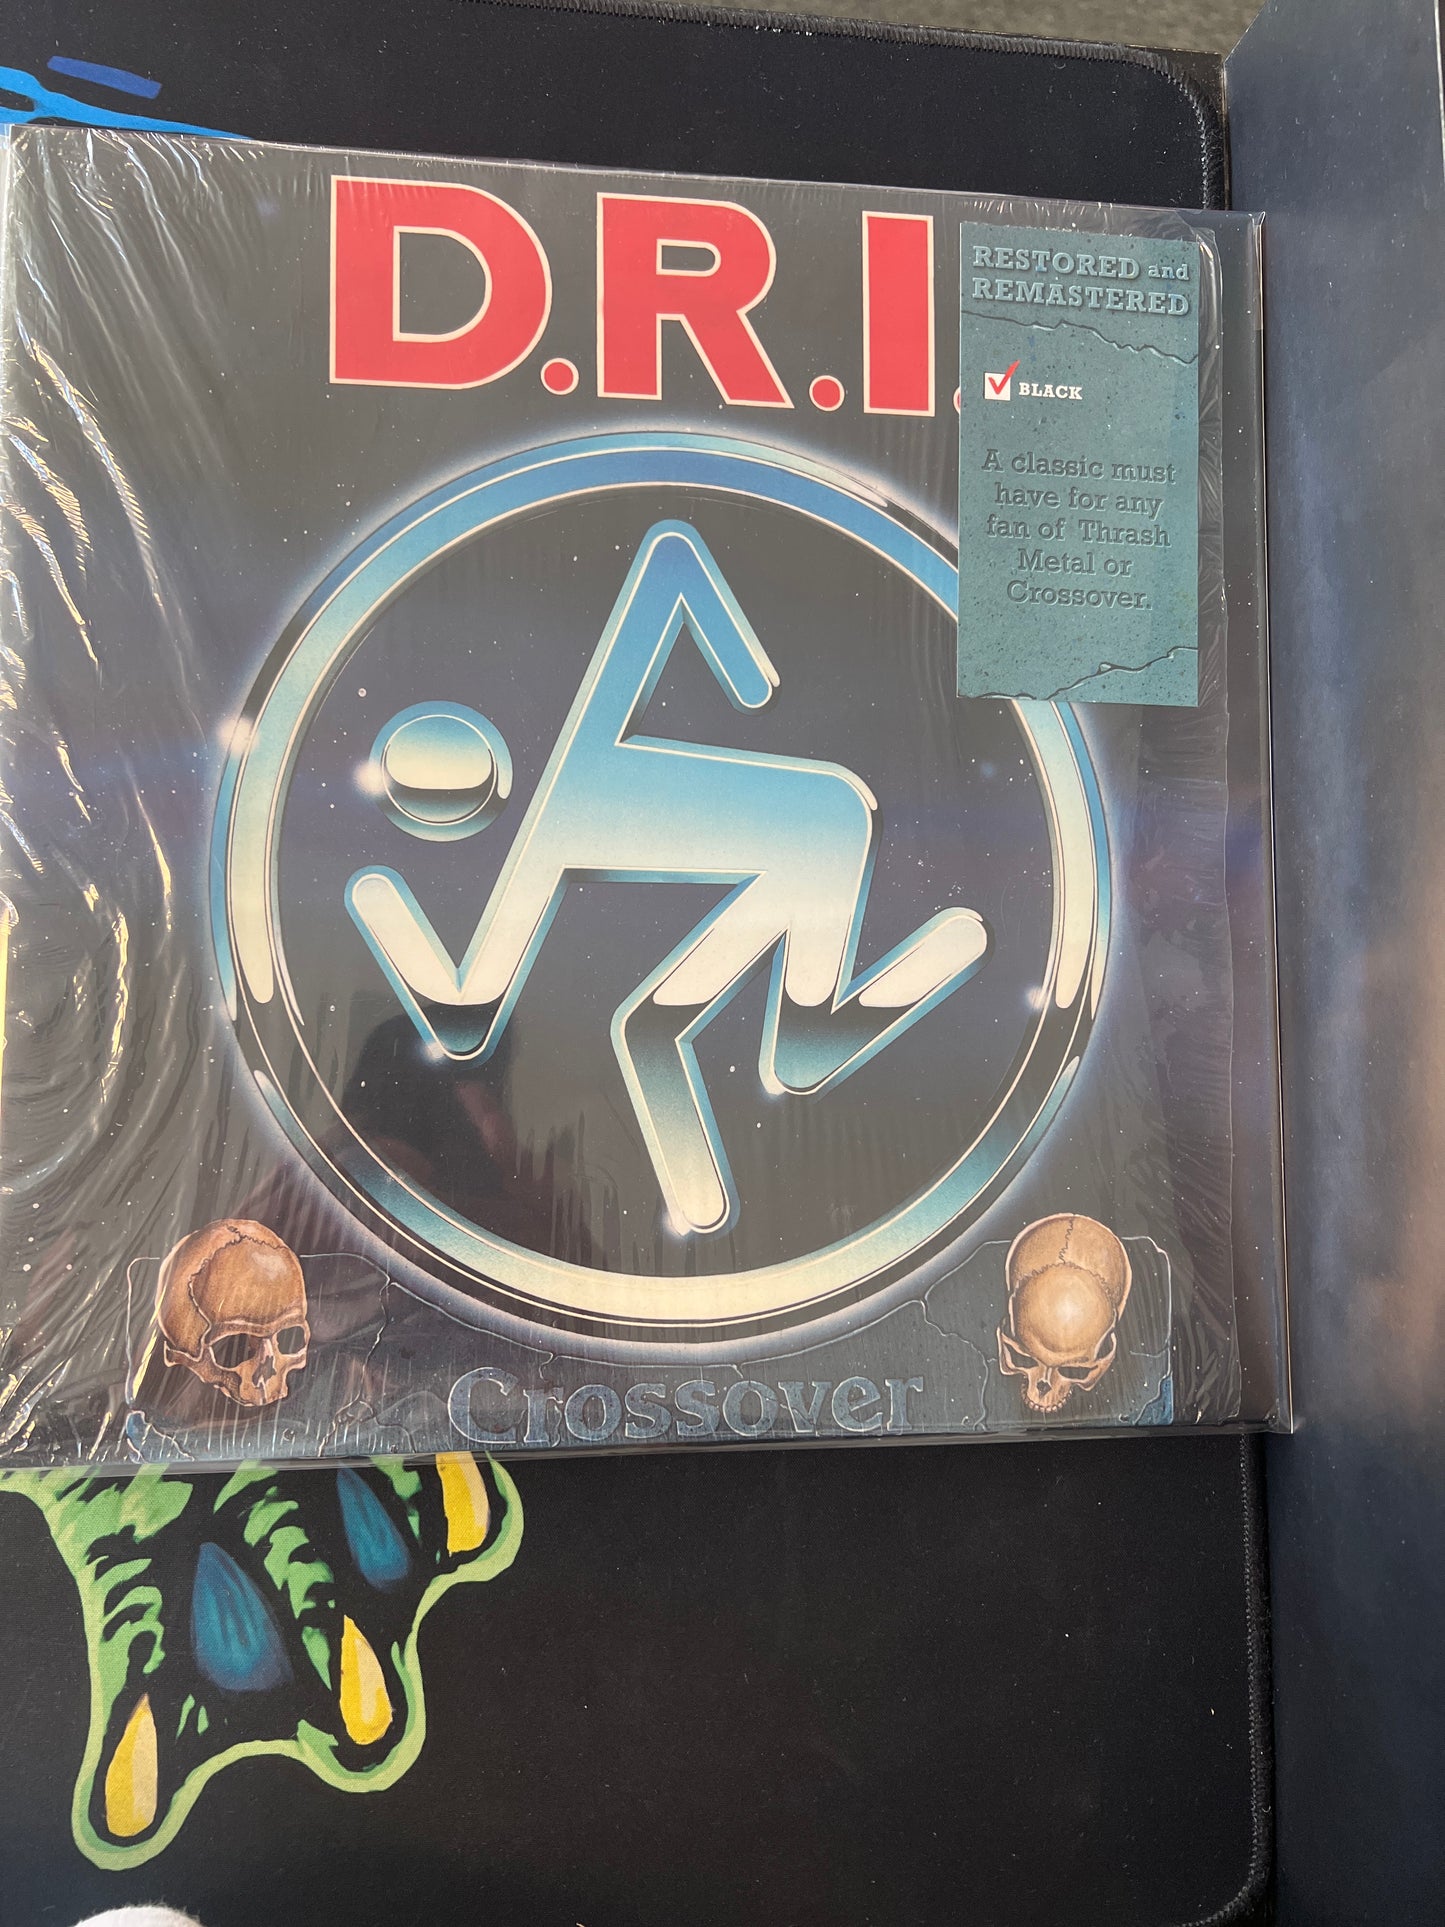 D.R.I.
RESTORED and
REMASTERED
BLACK
A classic must
have for any
fan of Thrash
Metal or
Crossover.
Crossover